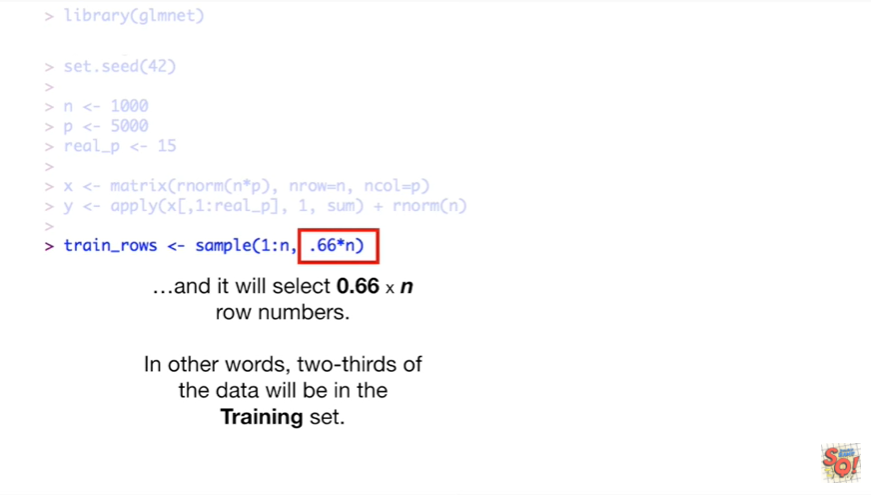 > library(glmnet)
> set.seed(42)
>
> n <- 1000
> p <- 5000
> real_p <- 15
>
> x <- matrix(rnorm(n*p), nrow=n, ncol=p)
> y <- apply(x[,1:real_p], 1, sum) + rnorm(n)
>
> train_rows <- sample(1:n, .66*n)
…and it will select 0.66 x n
row numbers.
In other words, two-thirds of
the data will be in the
Training set.
SQ!